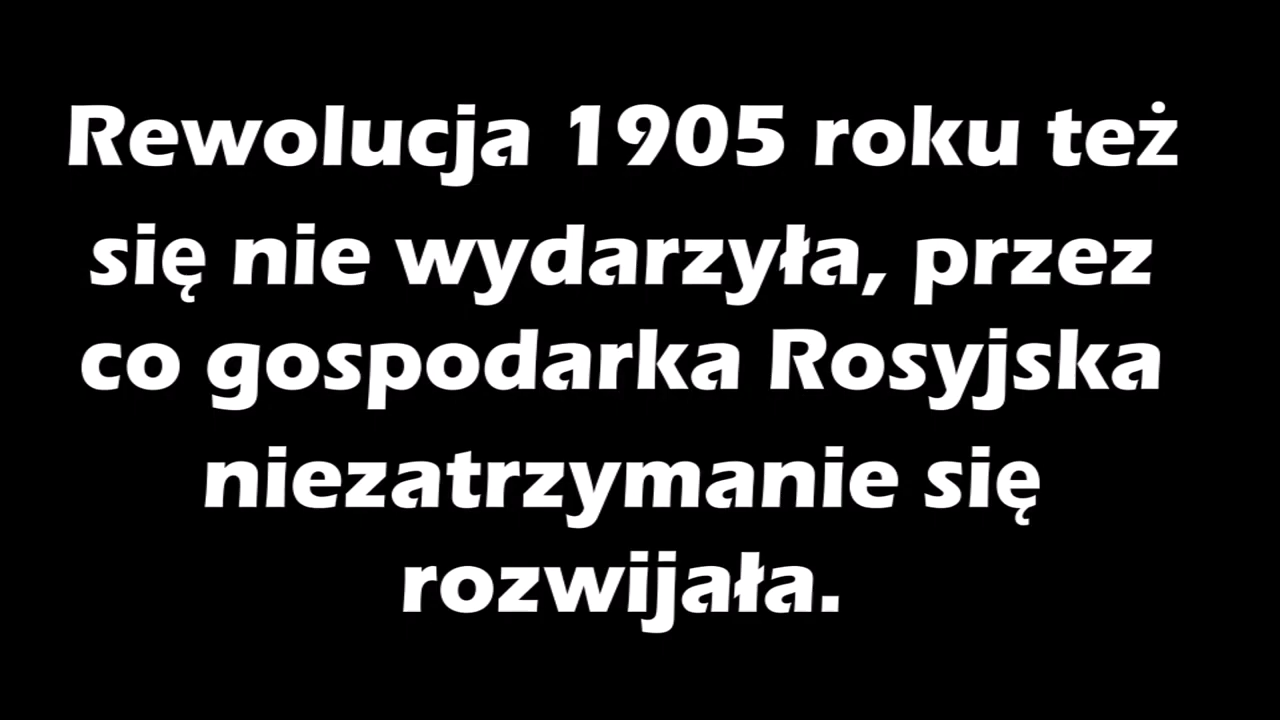 Rewolucja 1905 roku też
się nie wydarzyła, przez
co gospodarka Rosyjska
niezatrzymanie się
rozwijała.